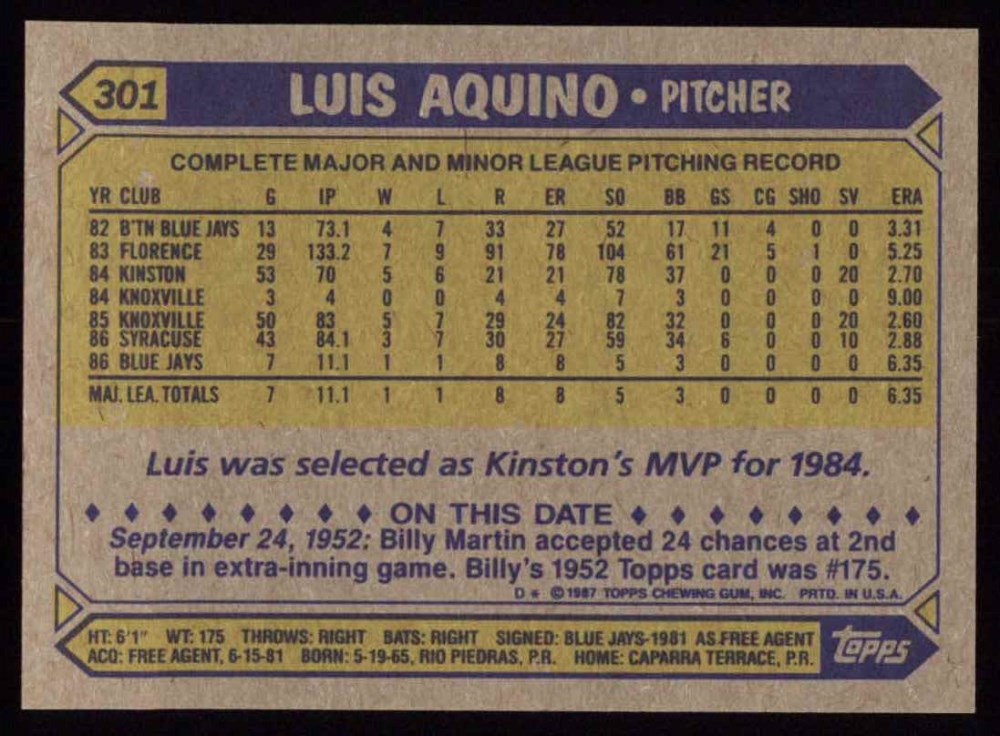 301 LUIS AQUINO • PITCHER
COMPLETE MAJOR AND MINOR LEAGUE PITCHING RECORD
YR CLUB G IP W L R ER SO BB GS CG SHO SV ERA
82 B'TN BLUE JAYS 13 73.1 4 7 33 27 52 17 11 4 0 0 3.31
83 FLORENCE 29 133.2 7 9 91 78 104 61 21 5 1 0 5.25
84 KINSTON 53 70 5 6 21 21 78 37 0 0 0 20 2.70
84 KNOXVILLE 3 4 0 0 4 4 7 3 0 0 0 0 9.00
85 KNOXVILLE 50 83 5 7 29 24 82 32 0 0 0 20 2.60
86 SYRACUSE 43 84.1 3 7 30 27 59 34 6 0 0 10 2.88
86 BLUE JAYS 7 11.1 1 1 8 8 5 3 0 0 0 0 6.35
MAJ. LEA. TOTALS 7 11.1 1 1 8 8 5 3 0 0 0 0 6.35
Luis was selected as Kinston's MVP for 1984.
ON THIS DATE
September 24, 1952: Billy Martin accepted 24 chances at 2nd
base in extra-inning game. Billy's 1952 Topps card was #175.
D * © 1987 TOPPS CHEWING GUM, INC. PRTD. IN U.S.A.
HT: 6'1" WT: 175 THROWS: RIGHT BATS: RIGHT SIGNED: BLUE JAYS-1981 AS FREE AGENT
ACQ: FREE AGENT, 6-15-81 BORN: 5-19-65, RIO PIEDRAS, P.R. HOME: CAPARRA TERRACE, P.R.
topps